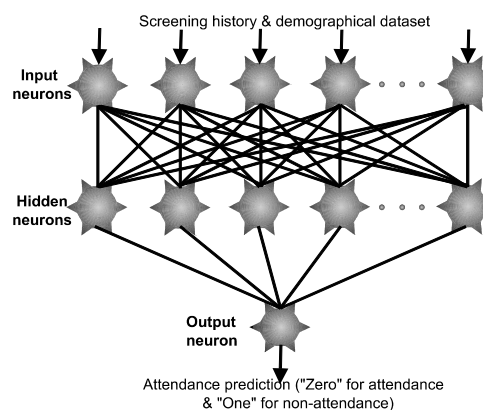 Screening history & demographical dataset
Input
neurons
Hidden
neurons
Output
neuron
Attendance prediction ("Zero" for attendance
& "One" for non-attendance)